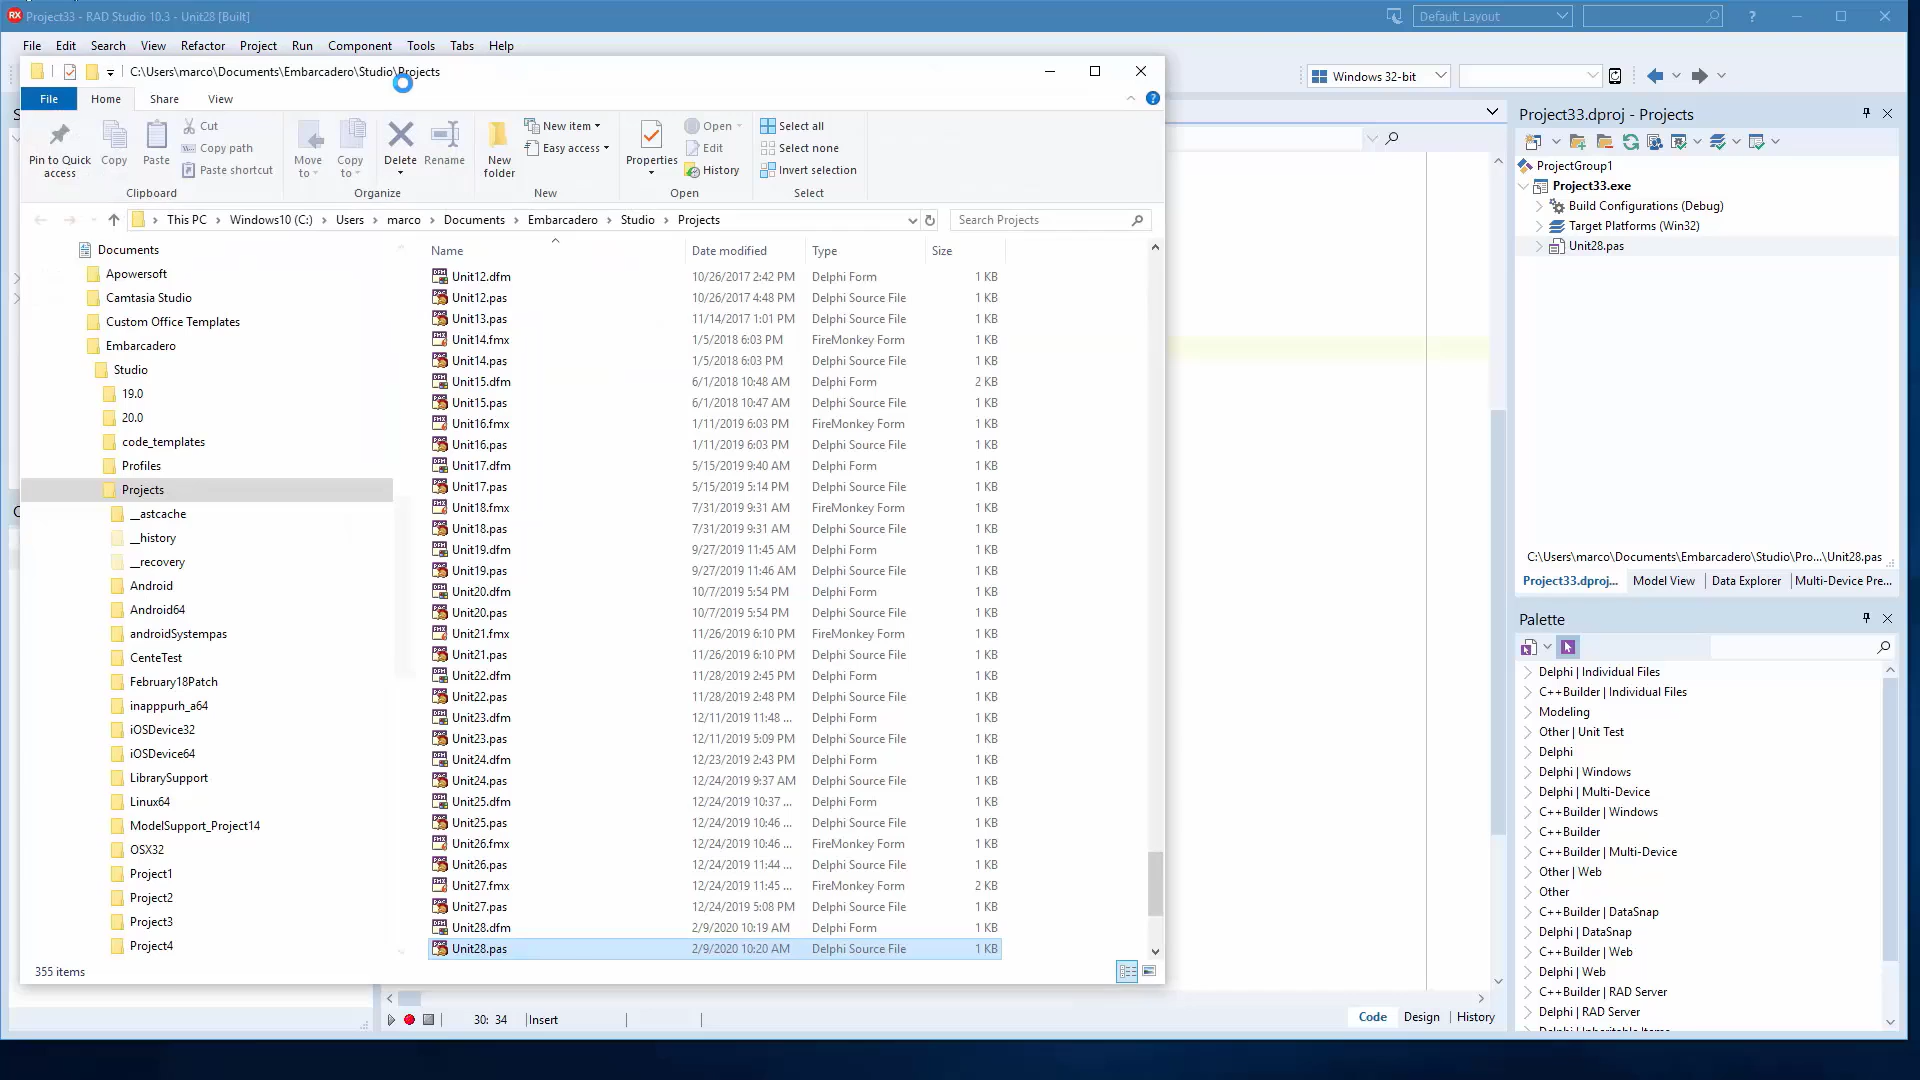 Project33 - RAD Studio 10.3 - Unit28 [Built]
Default Layout
File Edit Search View Refactor Project Run Component Tools Tabs Help
C:\Users\marco\Documents\Embarcadero\Studio\Projects
Windows 32-bit
File Home Share View
Pin to Quick access
Copy
Paste
Cut
Copy path
Paste shortcut
Clipboard
Move to
Copy to
Delete
Rename
Organize
New folder
New item
Easy access
New
Properties
Open
Edit
History
Open
Select all
Select none
Invert selection
Select
This PC > Windows10 (C:) > Users > marco > Documents > Embarcadero > Studio > Projects
Search Projects
Documents
Apowersoft
Camtasia Studio
Custom Office Templates
Embarcadero
Studio
19.0
20.0
code_templates
Profiles
Projects
__astcache
__history
__recovery
Android
Android64
androidSystempas
CenteTest
February18Patch
inapppurh_a64
iOSDevice32
iOSDevice64
LibrarySupport
Linux64
ModelSupport_Project14
OSX32
Project1
Project2
Project3
Project4
355 items
Name Date modified Type Size
Unit12.dfm 10/26/2017 2:42 PM Delphi Form 1 KB
Unit12.pas 10/26/2017 4:48 PM Delphi Source File 1 KB
Unit13.pas 11/14/2017 1:01 PM Delphi Source File 1 KB
Unit14.fmx 1/5/2018 6:03 PM FireMonkey Form 1 KB
Unit14.pas 1/5/2018 6:03 PM Delphi Source File 1 KB
Unit15.dfm 6/1/2018 10:48 AM Delphi Form 2 KB
Unit15.pas 6/1/2018 10:47 AM Delphi Source File 1 KB
Unit16.fmx 1/11/2019 6:03 PM FireMonkey Form 1 KB
Unit16.pas 1/11/2019 6:03 PM Delphi Source File 1 KB
Unit17.dfm 5/15/2019 9:40 AM Delphi Form 1 KB
Unit17.pas 5/15/2019 5:14 PM Delphi Source File 1 KB
Unit18.fmx 7/31/2019 9:31 AM FireMonkey Form 1 KB
Unit18.pas 7/31/2019 9:31 AM Delphi Source File 1 KB
Unit19.dfm 9/27/2019 11:45 AM Delphi Form 1 KB
Unit19.pas 9/27/2019 11:46 AM Delphi Source File 1 KB
Unit20.dfm 10/7/2019 5:54 PM Delphi Form 1 KB
Unit20.pas 10/7/2019 5:54 PM Delphi Source File 1 KB
Unit21.fmx 11/26/2019 6:10 PM FireMonkey Form 1 KB
Unit21.pas 11/26/2019 6:10 PM Delphi Source File 1 KB
Unit22.dfm 11/28/2019 2:45 PM Delphi Form 1 KB
Unit22.pas 11/28/2019 2:48 PM Delphi Source File 1 KB
Unit23.dfm 12/11/2019 11:48 ... Delphi Form 1 KB
Unit23.pas 12/11/2019 5:09 PM Delphi Source File 1 KB
Unit24.dfm 12/23/2019 2:43 PM Delphi Form 1 KB
Unit24.pas 12/24/2019 9:37 AM Delphi Source File 1 KB
Unit25.dfm 12/24/2019 10:37 ... Delphi Form 1 KB
Unit25.pas 12/24/2019 10:46 ... Delphi Source File 1 KB
Unit26.fmx 12/24/2019 10:46 ... FireMonkey Form 1 KB
Unit26.pas 12/24/2019 11:44 ... Delphi Source File 1 KB
Unit27.fmx 12/24/2019 11:45 ... FireMonkey Form 2 KB
Unit27.pas 12/24/2019 5:08 PM Delphi Source File 1 KB
Unit28.dfm 2/9/2020 10:19 AM Delphi Form 1 KB
Unit28.pas 2/9/2020 10:20 AM Delphi Source File 1 KB
30: 34 Insert
Code Design History
Project33.dproj - Projects
ProjectGroup1
Project33.exe
Build Configurations (Debug)
Target Platforms (Win32)
Unit28.pas
C:\Users\marco\Documents\Embarcadero\Studio\Pro...\Unit28.pas
Project33.dproj... Model View Data Explorer Multi-Device Pre...
Palette
Delphi | Individual Files
C++Builder | Individual Files
Modeling
Other | Unit Test
Delphi
Delphi | Windows
Delphi | Multi-Device
C++Builder | Windows
C++Builder
C++Builder | Multi-Device
Other | Web
Other
C++Builder | DataSnap
Delphi | DataSnap
C++Builder | Web
Delphi | Web
C++Builder | RAD Server
Delphi | RAD Server
Delphi | Inheritable Items